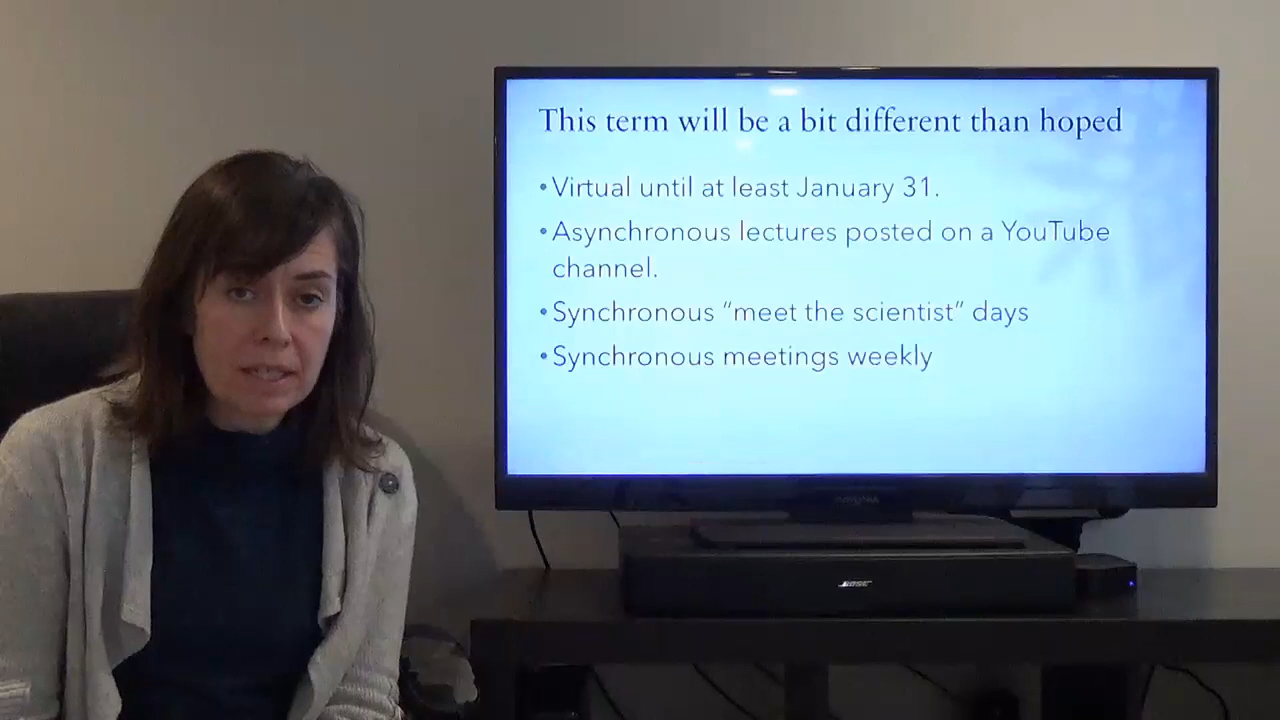 This term will be a bit different than hoped
•Virtual until at least January 31.
•Asynchronous lectures posted on a YouTube
channel.
•Synchronous “meet the scientist” days
•Synchronous meetings weekly
BOSE